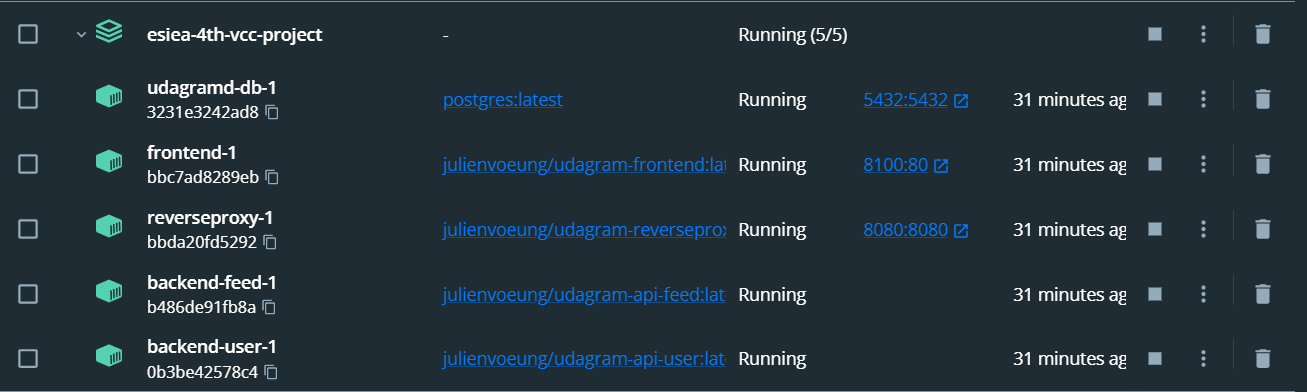 esiea-4th-vcc-project - Running (5/5)
udagramd-db-1
3231e3242ad8 postgres:latest Running 5432:5432 31 minutes ag
frontend-1
bbc7ad8289eb julienvoeung/udagram-frontend:lat Running 8100:80 31 minutes ag
reverseproxy-1
bbda20fd5292 julienvoeung/udagram-reverseprox Running 8080:8080 31 minutes ag
backend-feed-1
b486de91fb8a julienvoeung/udagram-api-feed:lat Running 31 minutes ag
backend-user-1
0b3be42578c4 julienvoeung/udagram-api-user:lat Running 31 minutes ag